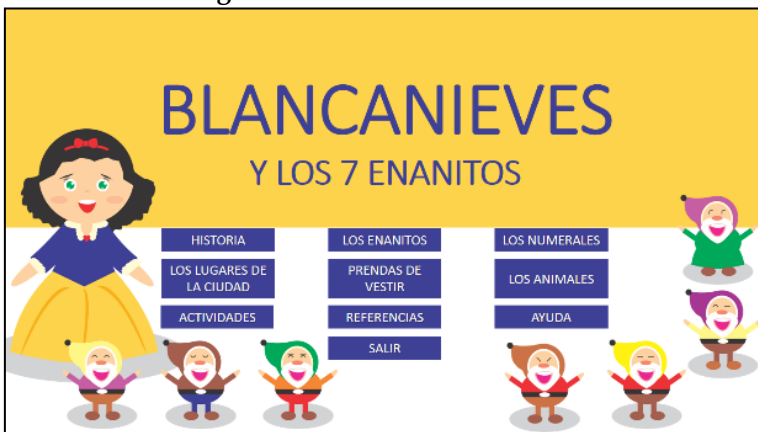 BLANCANIEVES
Y LOS 7 ENANITOS
HISTORIA
LOS ENANITOS
LOS NUMERALES
LOS LUGARES DE
LA CIUDAD
PRENDAS DE
VESTIR
LOS ANIMALES
ACTIVIDADES
REFERENCIAS
AYUDA
SALIR